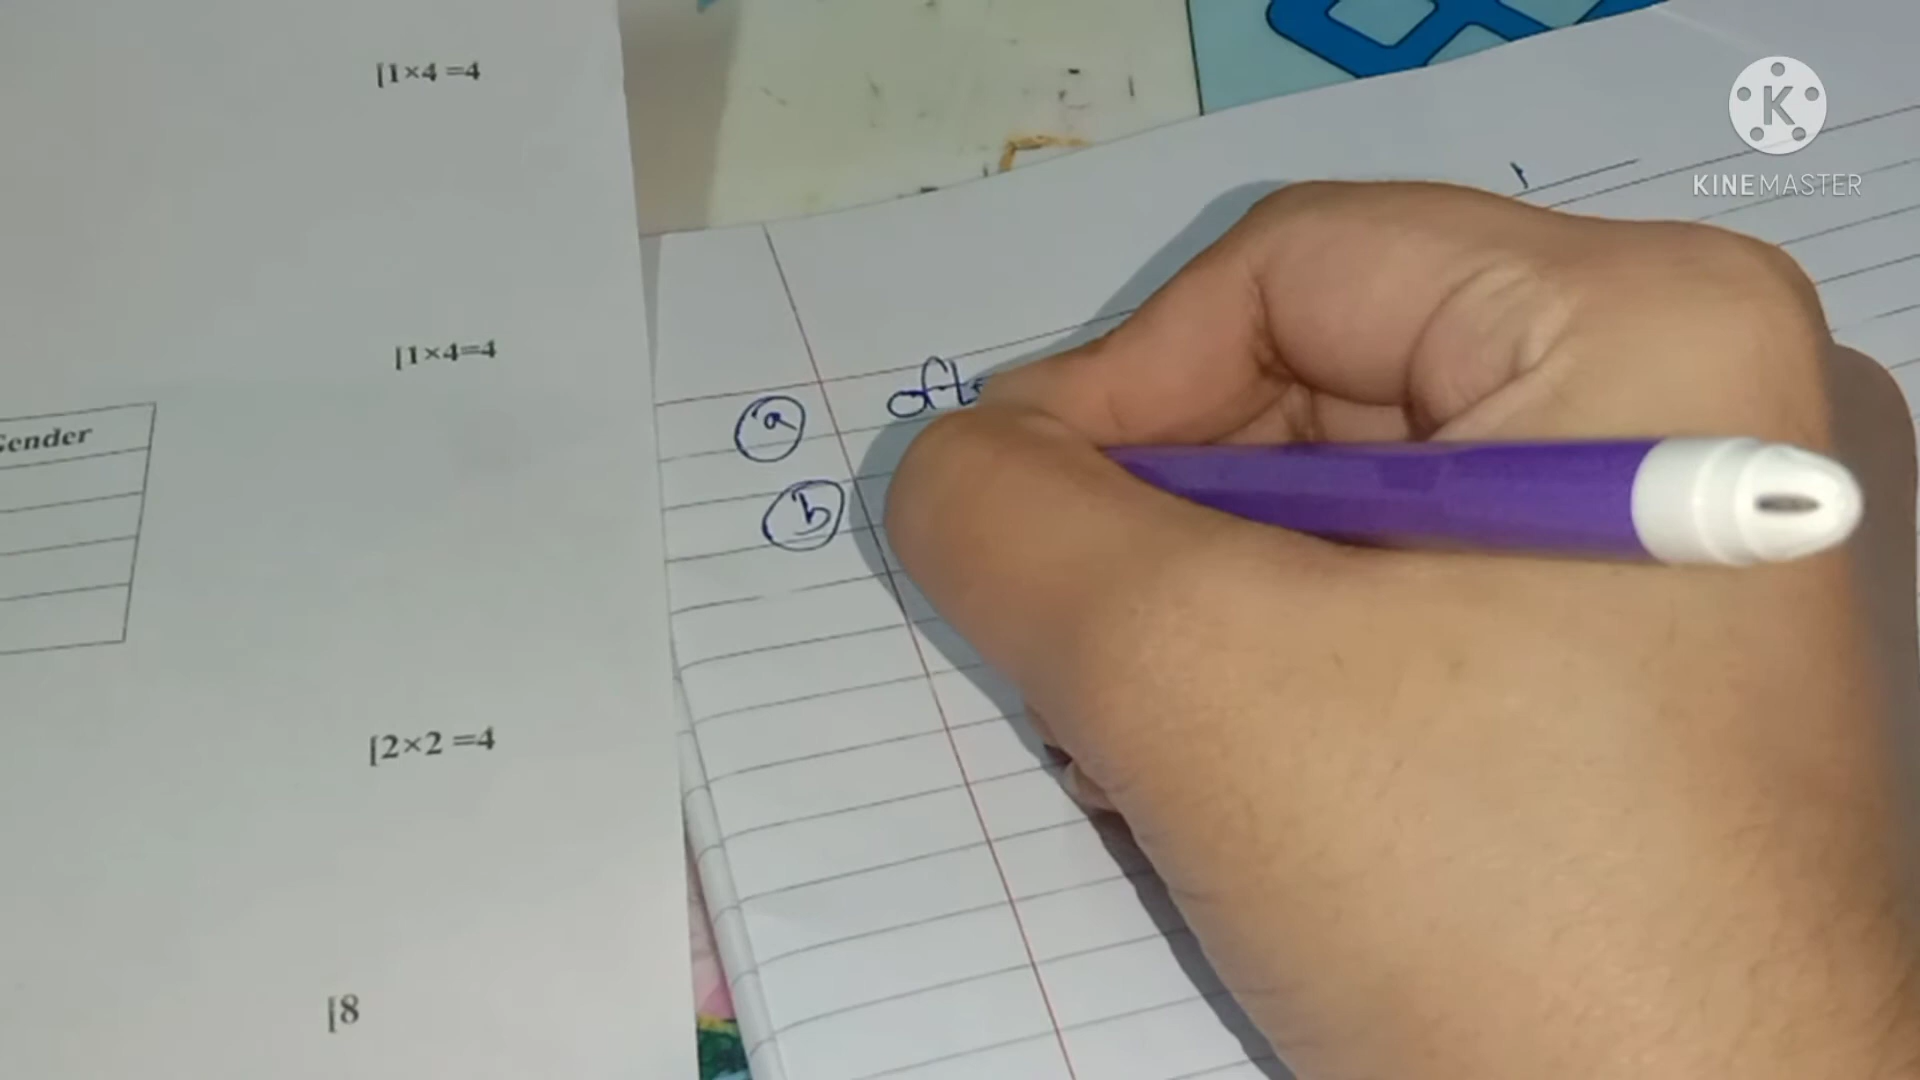 [1×4 =4
[1×4=4
Gender
[2×2 =4
[8
a
b
KINEMASTER